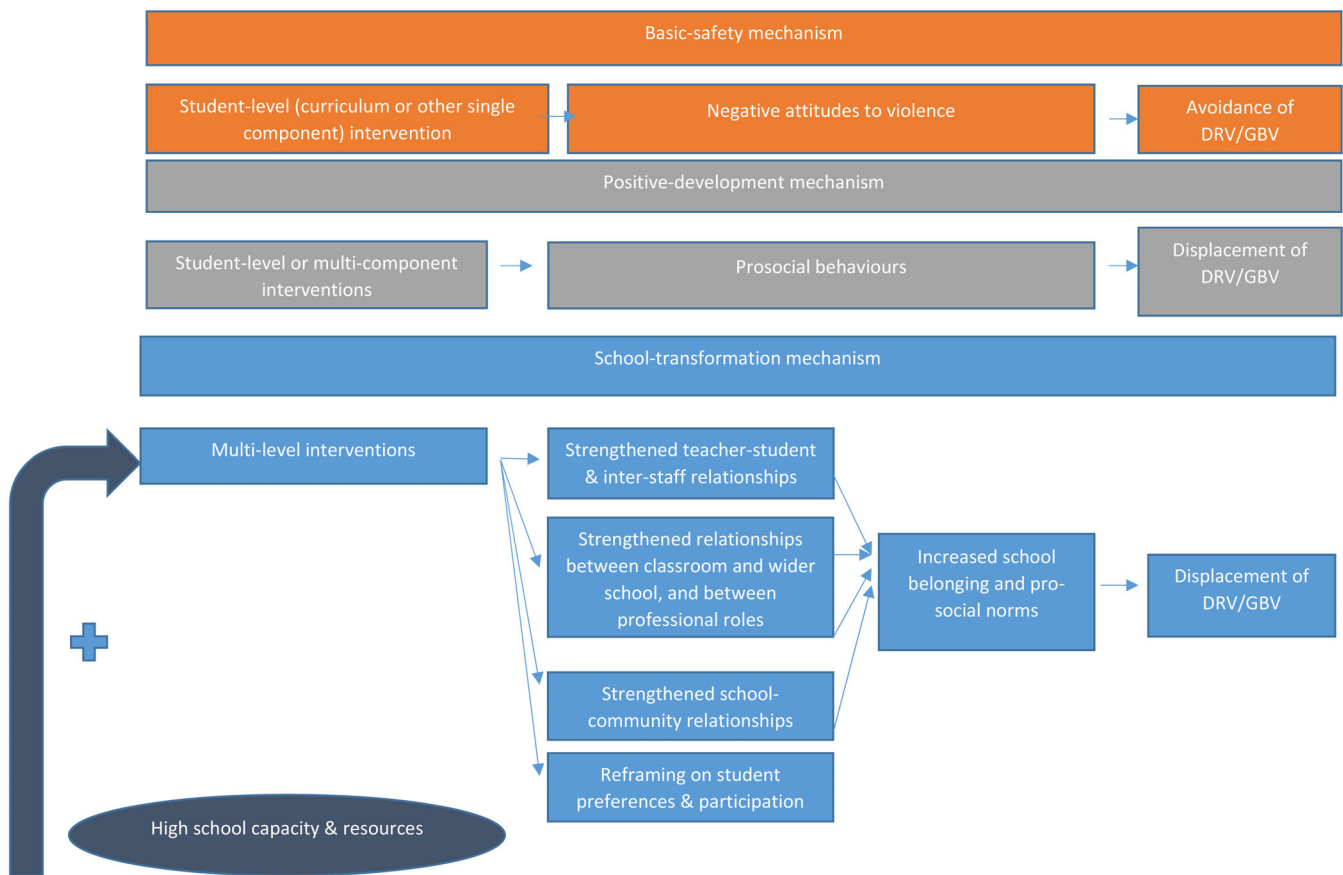 Basic-safety mechanism
Student-level (curriculum or other single
component) intervention
Negative attitudes to violence
Avoidance of
DRV/GBV
Positive-development mechanism
Student-level or multi-component
interventions
Prosocial behaviours
Displacement of
DRV/GBV
School-transformation mechanism
Multi-level interventions
Strengthened teacher-student
& inter-staff relationships
Strengthened relationships
between classroom and wider
school, and between
professional roles
Strengthened school-
community relationships
Reframing on student
preferences & participation
Increased school
belonging and pro-
social norms
Displacement of
DRV/GBV
High school capacity & resources